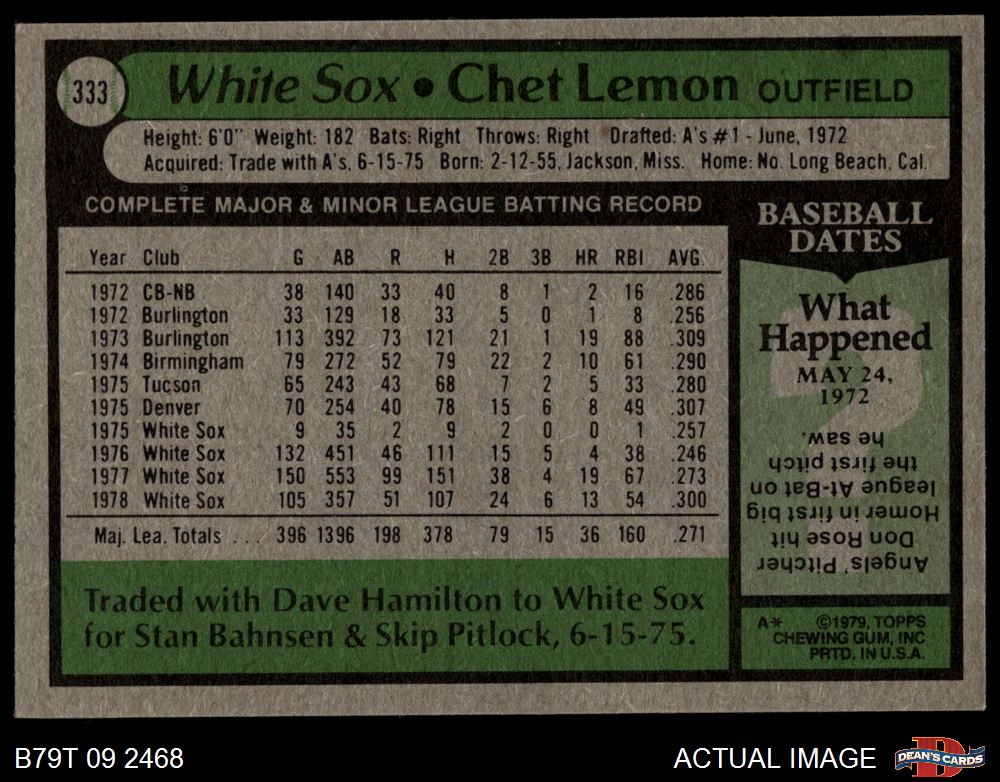 333
White Sox • Chet Lemon OUTFIELD
Height: 6'0" Weight: 182 Bats: Right Throws: Right Drafted: A's #1 - June, 1972
Acquired: Trade with A's, 6-15-75 Born: 2-12-55, Jackson, Miss. Home: No. Long Beach, Cal.
COMPLETE MAJOR & MINOR LEAGUE BATTING RECORD
Year Club G AB R H 2B 3B HR RBI AVG.
1972 CB-NB 38 140 33 40 8 1 2 16 .286
1972 Burlington 33 129 18 33 5 0 1 8 .256
1973 Burlington 113 392 73 121 21 1 19 88 .309
1974 Birmingham 79 272 52 79 22 2 10 61 .290
1975 Tucson 65 243 43 68 7 2 5 33 .280
1975 Denver 70 254 40 78 15 6 8 49 .307
1975 White Sox 9 35 2 9 2 0 0 1 .257
1976 White Sox 132 451 46 111 15 5 4 38 .246
1977 White Sox 150 553 99 151 38 4 19 67 .273
1978 White Sox 105 357 51 107 24 6 13 54 .300
Maj. Lea. Totals ... 396 1396 198 378 79 15 36 160 .271
Traded with Dave Hamilton to White Sox
for Stan Bahnsen & Skip Pitlock, 6-15-75.
BASEBALL
DATES
What
Happened
MAY 24,
1972
Angels' Pitcher
Don Rose hit
Homer in first big
league At-Bat on
the first pitch
he saw.
A* ©1979, TOPPS
CHEWING GUM, INC
PRTD. IN U.S.A.
B79T 09 2468
ACTUAL IMAGE
D
DEAN'S CARDS